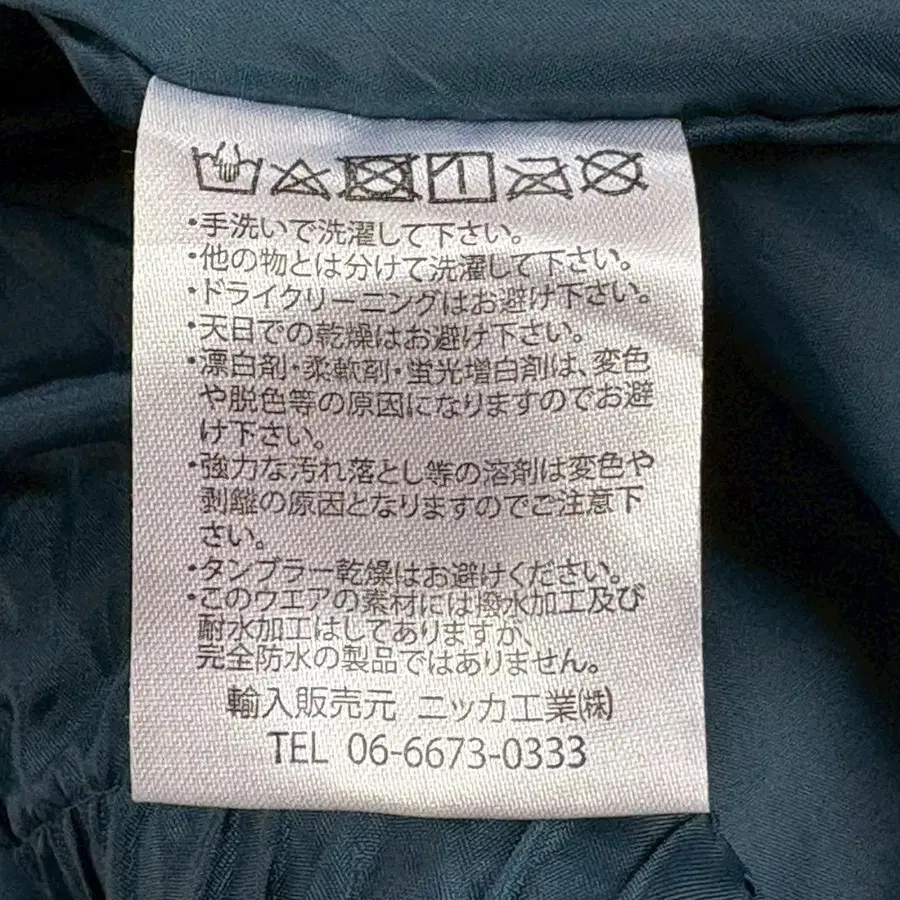 ・手洗いで洗濯して下さい。
・他の物とは分けて洗濯して下さい。
・ドライクリーニングはお避け下さい。
・天日での乾燥はお避け下さい。
・漂白剤・柔軟剤・蛍光増白剤は、変色
や脱色等の原因になりますのでお避
け下さい。
・強力な汚れ落とし等の溶剤は変色や
剥離の原因となりますのでご注意下
さい。
・タンブラー乾燥はお避けください。
・このウエアの素材には撥水加工及び
耐水加工はしてありますが、
完全防水の製品ではありません。
輸入販売元 ニッカ工業㈱
TEL 06-6673-0333